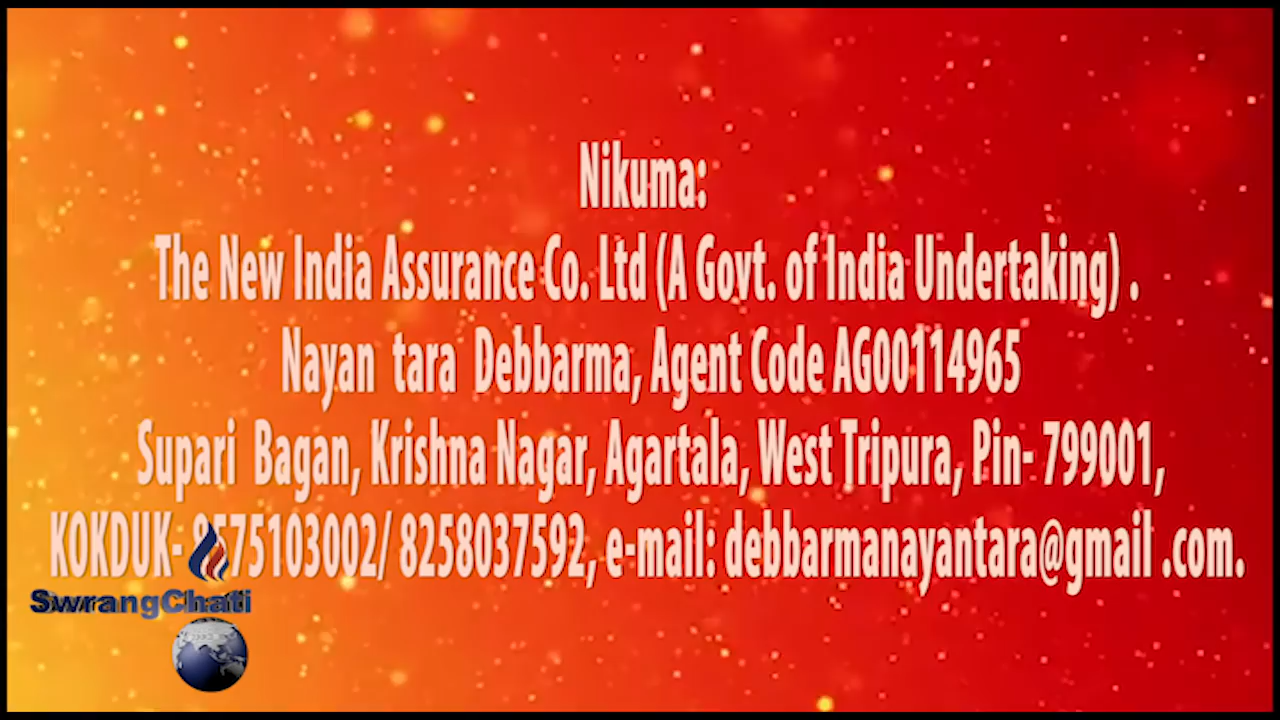 Nikuma:
The New India Assurance Co. Ltd (A Govt. of India Undertaking) .
Nayan tara Debbarma, Agent Code AG00114965
Supari Bagan, Krishna Nagar, Agartala, West Tripura, Pin- 799001,
KOKDUK- 8575103002/ 8258037592, e-mail: debbarmanayantara@gmail .com.
SwrangChati